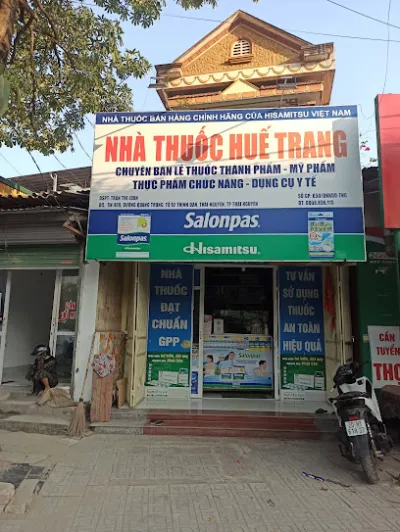 NHÀ THUỐC BÁN HÀNG CHÍNH HÃNG CỦA HISAMITSU VIỆT NAM
NHÀ THUỐC HUẾ TRANG
CHUYÊN BÁN LẺ THUỐC THÀNH PHẨM - MỸ PHẨM
THỰC PHẨM CHỨC NĂNG - DỤNG CỤ Y TẾ
Salonpas
Hisamitsu
NHÀ
THUỐC
ĐẠT
CHUẨN
GPP
TƯ VẤN
SỬ DỤNG
THUỐC
AN TOÀN
HIỆU QUẢ
Salonpas
CẦN
TUYỂN